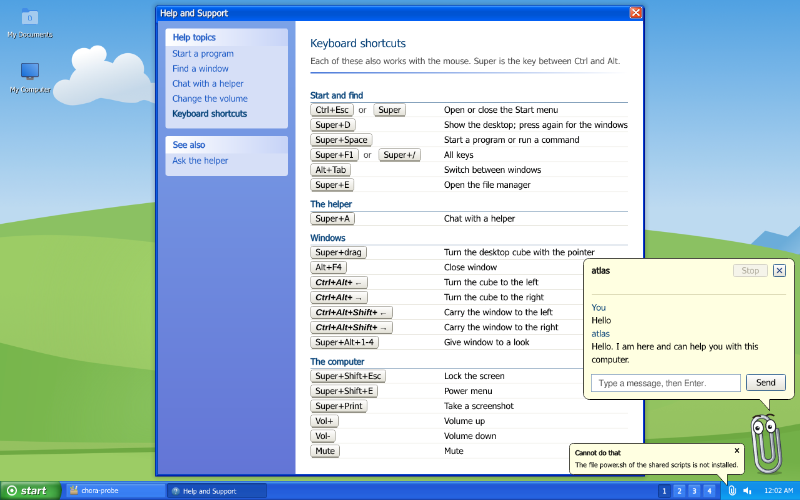 Help and Support
My Documents
My Computer
Help topics
Start a program
Find a window
Chat with a helper
Change the volume
Keyboard shortcuts
See also
Ask the helper
Keyboard shortcuts
Each of these also works with the mouse. Super is the key between Ctrl and Alt.
Start and find
Ctrl+Esc or Super Open or close the Start menu
Super+D Show the desktop; press again for the windows
Super+Space Start a program or run a command
Super+F1 or Super+/ All keys
Alt+Tab Switch between windows
Super+E Open the file manager
The helper
Super+A Chat with a helper
Windows
Super+drag Turn the desktop cube with the pointer
Alt+F4 Close window
Ctrl+Alt+ ← Turn the cube to the left
Ctrl+Alt+ → Turn the cube to the right
Ctrl+Alt+Shift+ ← Carry the window to the left
Ctrl+Alt+Shift+ → Carry the window to the right
Super+Alt+1-4 Give window to a look
The computer
Super+Shift+Esc Lock the screen
Super+Shift+E Power menu
Super+Print Take a screenshot
Vol+ Volume up
Vol- Volume down
Mute Mute
atlas Stop
You
Hello
atlas
Hello. I am here and can help you with this
computer.
Type a message, then Enter. Send
Cannot do that
The file power.sh of the shared scripts is not installed.
start chora-probe Help and Support 1 2 3 4 12:02 AM